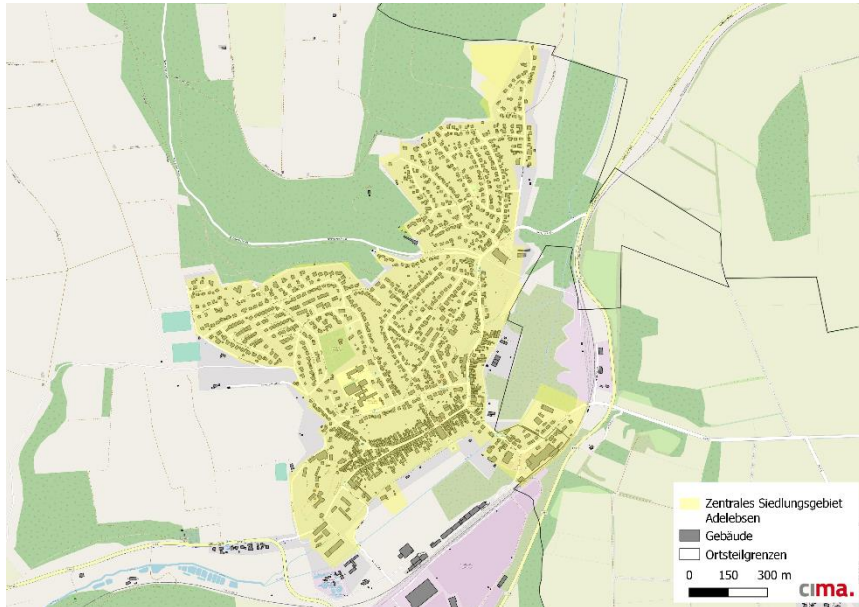 Zentrales Siedlungsgebiet
Adelebsen
Gebäude
Ortsteilgrenzen
0 150 300 m
cima.